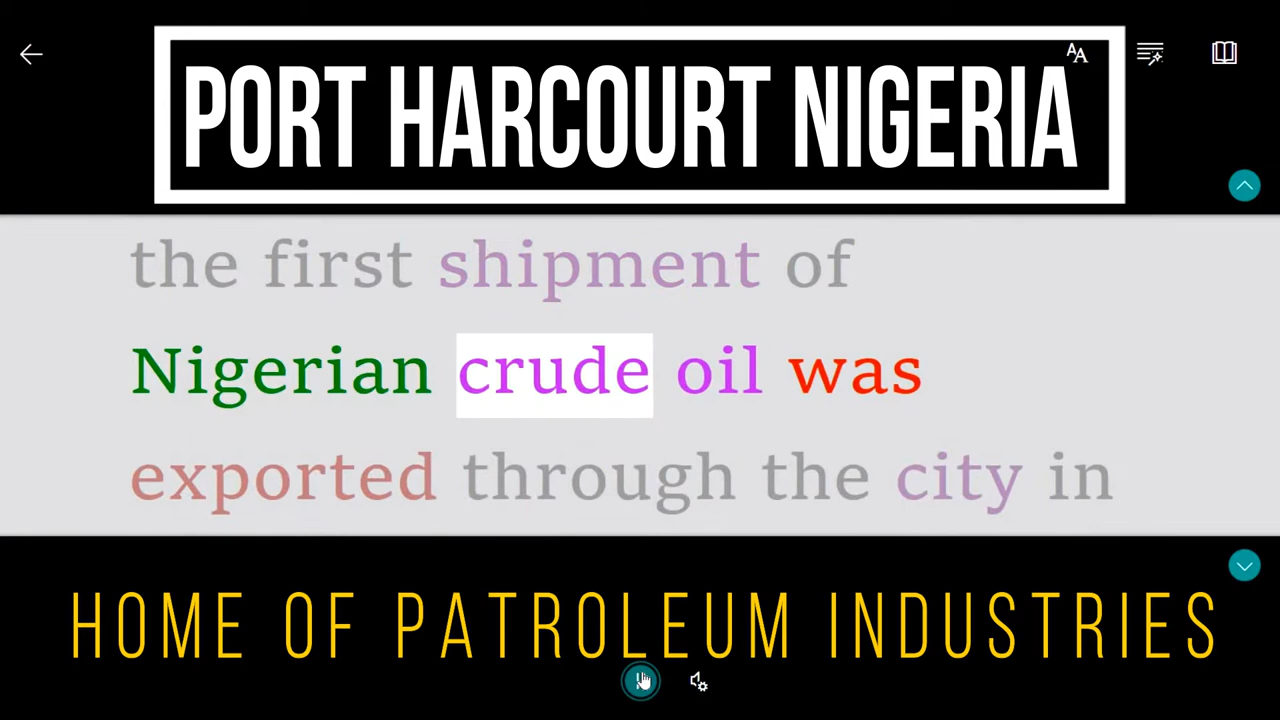 PORT HARCOURT NIGERIA
the first shipment of
Nigerian crude oil was
exported through the city in
HOME OF PATROLEUM INDUSTRIES